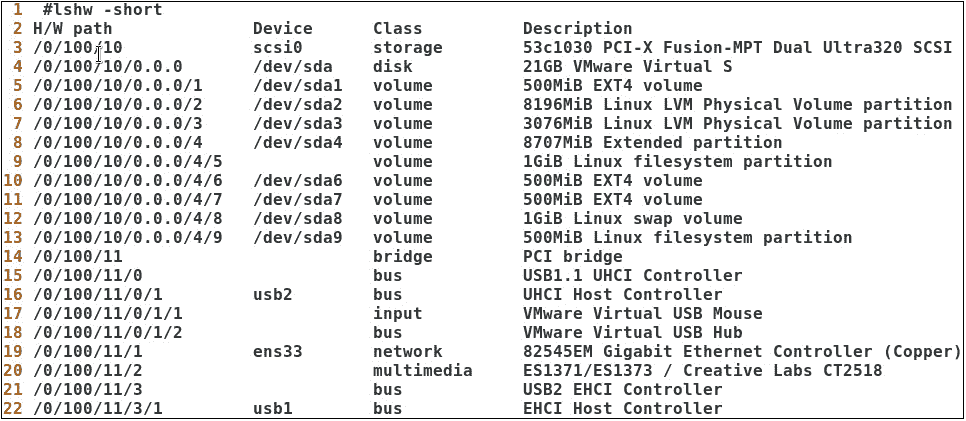 1 #lshw -short
2 H/W path Device Class Description
3 /0/100/10 scsi0 storage 53c1030 PCI-X Fusion-MPT Dual Ultra320 SCSI
4 /0/100/10/0.0.0 /dev/sda disk 21GB VMware Virtual S
5 /0/100/10/0.0.0/1 /dev/sda1 volume 500MiB EXT4 volume
6 /0/100/10/0.0.0/2 /dev/sda2 volume 8196MiB Linux LVM Physical Volume partition
7 /0/100/10/0.0.0/3 /dev/sda3 volume 3076MiB Linux LVM Physical Volume partition
8 /0/100/10/0.0.0/4 /dev/sda4 volume 8707MiB Extended partition
9 /0/100/10/0.0.0/4/5 volume 1GiB Linux filesystem partition
10 /0/100/10/0.0.0/4/6 /dev/sda6 volume 500MiB EXT4 volume
11 /0/100/10/0.0.0/4/7 /dev/sda7 volume 500MiB EXT4 volume
12 /0/100/10/0.0.0/4/8 /dev/sda8 volume 1GiB Linux swap volume
13 /0/100/10/0.0.0/4/9 /dev/sda9 volume 500MiB Linux filesystem partition
14 /0/100/11 bridge PCI bridge
15 /0/100/11/0 bus USB1.1 UHCI Controller
16 /0/100/11/0/1 usb2 bus UHCI Host Controller
17 /0/100/11/0/1/1 input VMware Virtual USB Mouse
18 /0/100/11/0/1/2 bus VMware Virtual USB Hub
19 /0/100/11/1 ens33 network 82545EM Gigabit Ethernet Controller (Copper)
20 /0/100/11/2 multimedia ES1371/ES1373 / Creative Labs CT2518
21 /0/100/11/3 bus USB2 EHCI Controller
22 /0/100/11/3/1 usb1 bus EHCI Host Controller